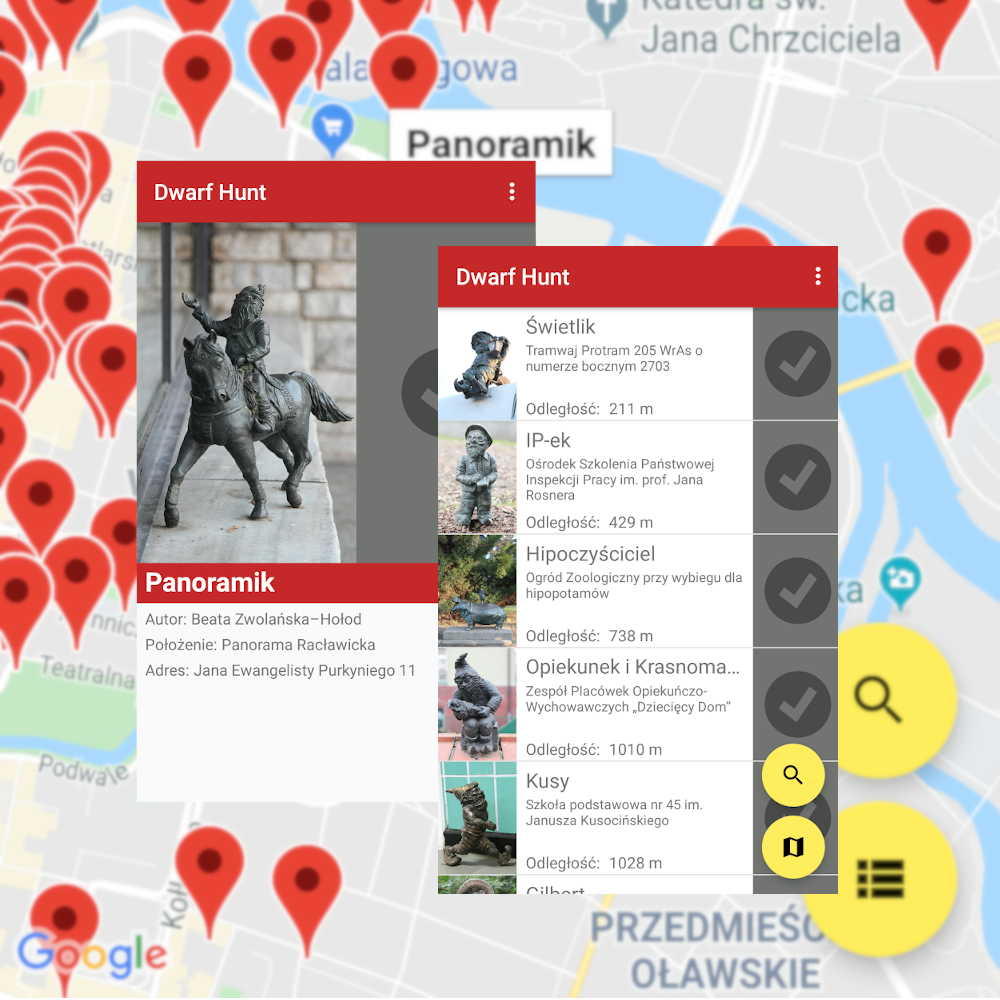 Katedra św.
Jana Chrzciciela
Panoramik
Dwarf Hunt
Panoramik
Autor: Beata Zwolańska–Hołod
Położenie: Panorama Racławicka
Adres: Jana Ewangelisty Purkyniego 11
Dwarf Hunt
Świetlik
Tramwaj Protram 205 WrAs o
numerze bocznym 2703
Odległość: 211 m
IP-ek
Ośrodek Szkolenia Państwowej
Inspekcji Pracy im. prof. Jana
Rosnera
Odległość: 429 m
Hipoczyściciel
Ogród Zoologiczny przy wybiegu dla
hipopotamów
Odległość: 738 m
Opiekunek i Krasnoma...
Zespół Placówek Opiekuńczo-
Wychowawczych „Dziecięcy Dom”
Odległość: 1010 m
Kusy
Szkoła podstawowa nr 45 im.
Janusza Kusocińskiego
Odległość: 1028 m
Gilbert
Teatralna
Podwale
Google
PRZEDMIEŚC
OŁAWSKIE